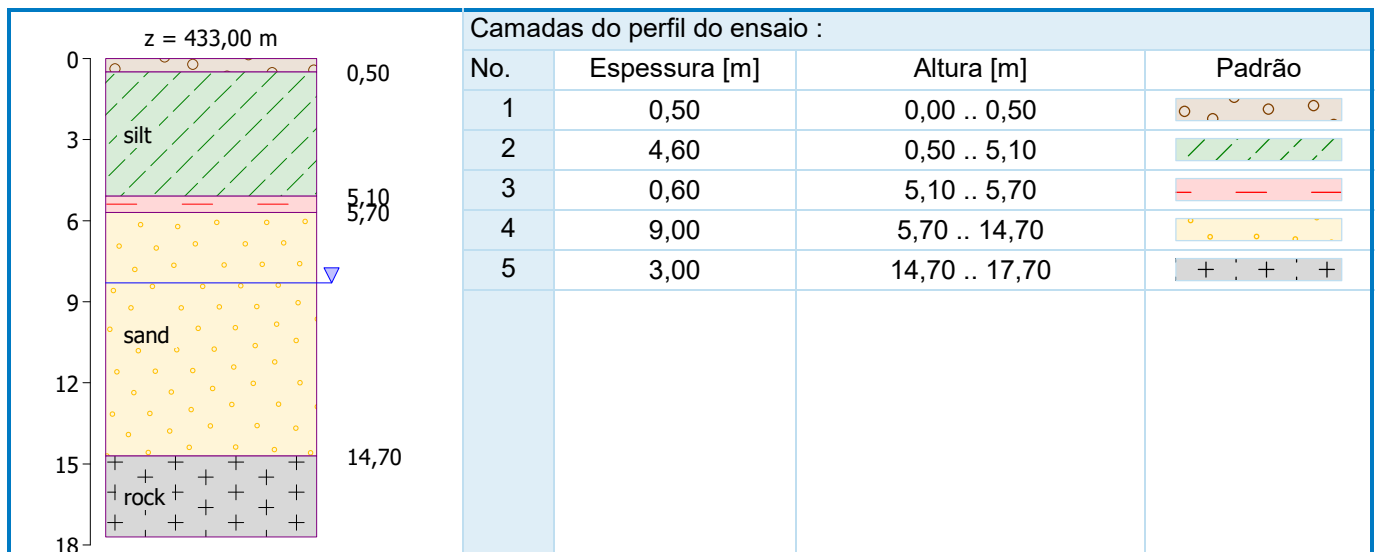 z = 433,00 m
0
3
6
9
12
15
18
silt
sand
rock
0,50
5,10
5,70
14,70
Camadas do perfil do ensaio :
No. Espessura [m] Altura [m] Padrão
1 0,50 0,00 .. 0,50
2 4,60 0,50 .. 5,10
3 0,60 5,10 .. 5,70
4 9,00 5,70 .. 14,70
5 3,00 14,70 .. 17,70